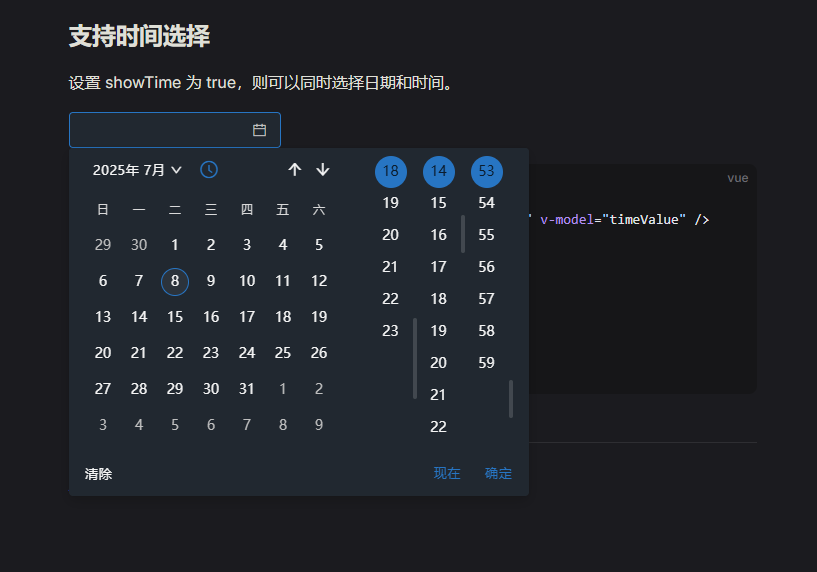 支持时间选择
设置 showTime 为 true，则可以同时选择日期和时间。
2025年 7月
日 一 二 三 四 五 六
29 30 1 2 3 4 5
6 7 8 9 10 11 12
13 14 15 16 17 18 19
20 21 22 23 24 25 26
27 28 29 30 31 1 2
3 4 5 6 7 8 9
18 14 53
19 15 54
20 16 55
21 17 56
22 18 57
23 19 58
20 59
21
22
清除 现在 确定
vue
" v-model="timeValue" />